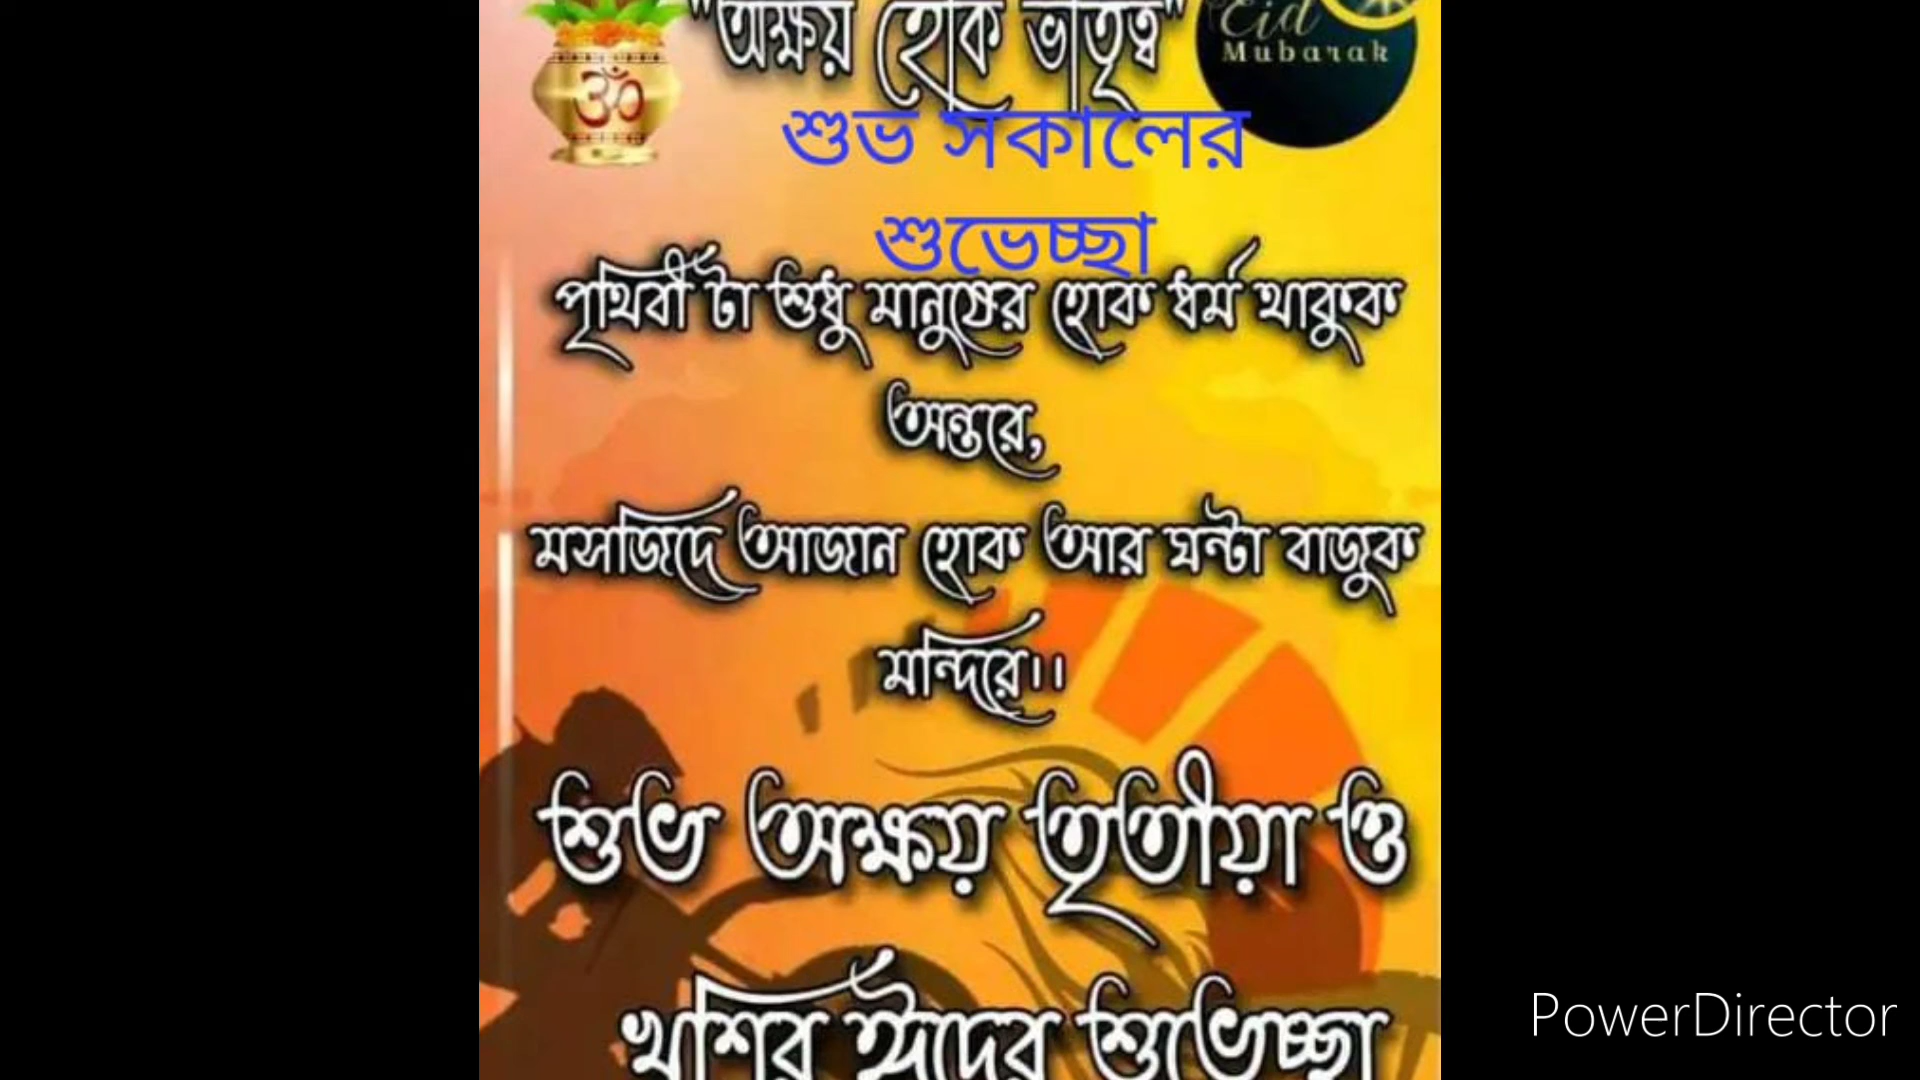 "অক্ষয় হোক ভাতৃত্ব"
Eid
Mubarak
ॐ
শুভ সকালের
শুভেচ্ছা
পৃথিবী টা শুধু মানুষের হোক ধর্ম থাকুক
অন্তরে,
মসজিদে আজান হোক আর ঘন্টা বাজুক
মন্দিরে।।
শুভ অক্ষয় তৃতীয়া ও
খুশির ঈদের শুভেচ্ছা
PowerDirector